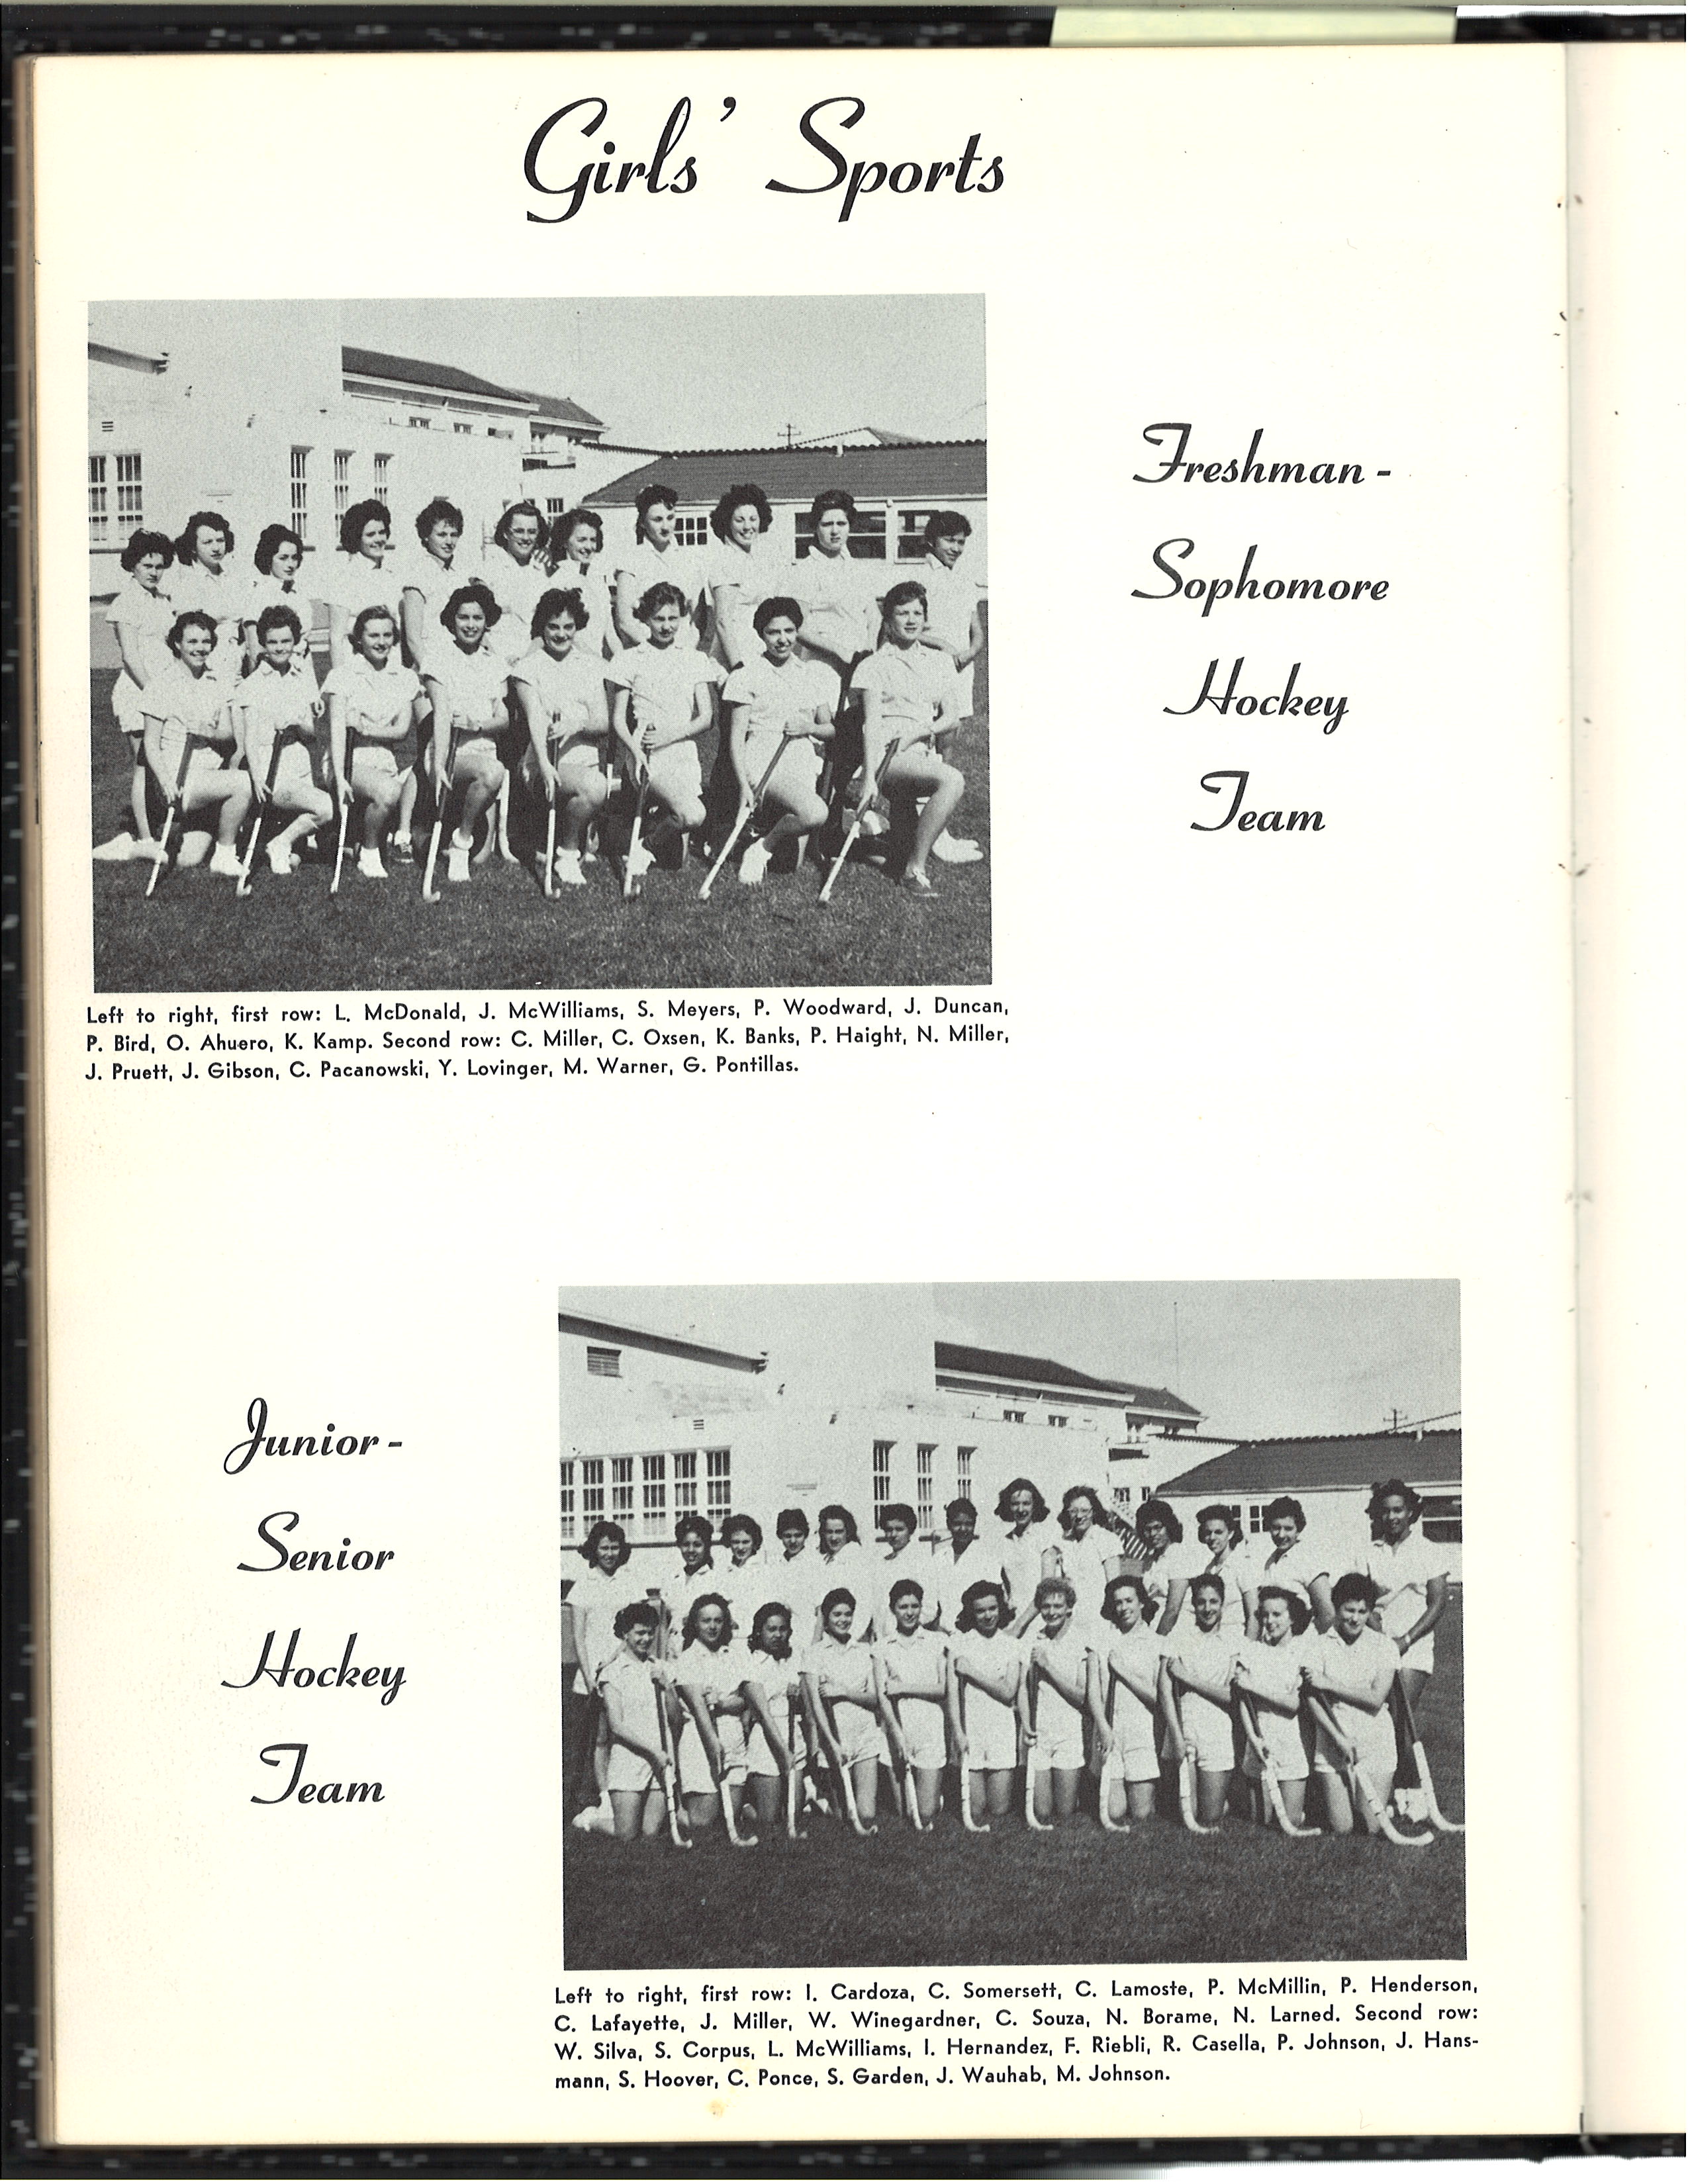 Girls' Sports
Freshman -
Sophomore
Hockey
Team
Left to right, first row: L. McDonald, J. McWilliams, S. Meyers, P. Woodward, J. Duncan,
P. Bird, O. Ahuero, K. Kamp. Second row: C. Miller, C. Oxsen, K. Banks, P. Haight, N. Miller,
J. Pruett, J. Gibson, C. Pacanowski, Y. Lovinger, M. Warner, G. Pontillas.
Junior -
Senior
Hockey
Team
Left to right, first row: I. Cardoza, C. Somersett, C. Lamoste, P. McMillin, P. Henderson,
C. Lafayette, J. Miller, W. Winegardner, C. Souza, N. Borame, N. Larned. Second row:
W. Silva, S. Corpus, L. McWilliams, I. Hernandez, F. Riebli, R. Casella, P. Johnson, J. Hans-
mann, S. Hoover, C. Ponce, S. Garden, J. Wauhab, M. Johnson.